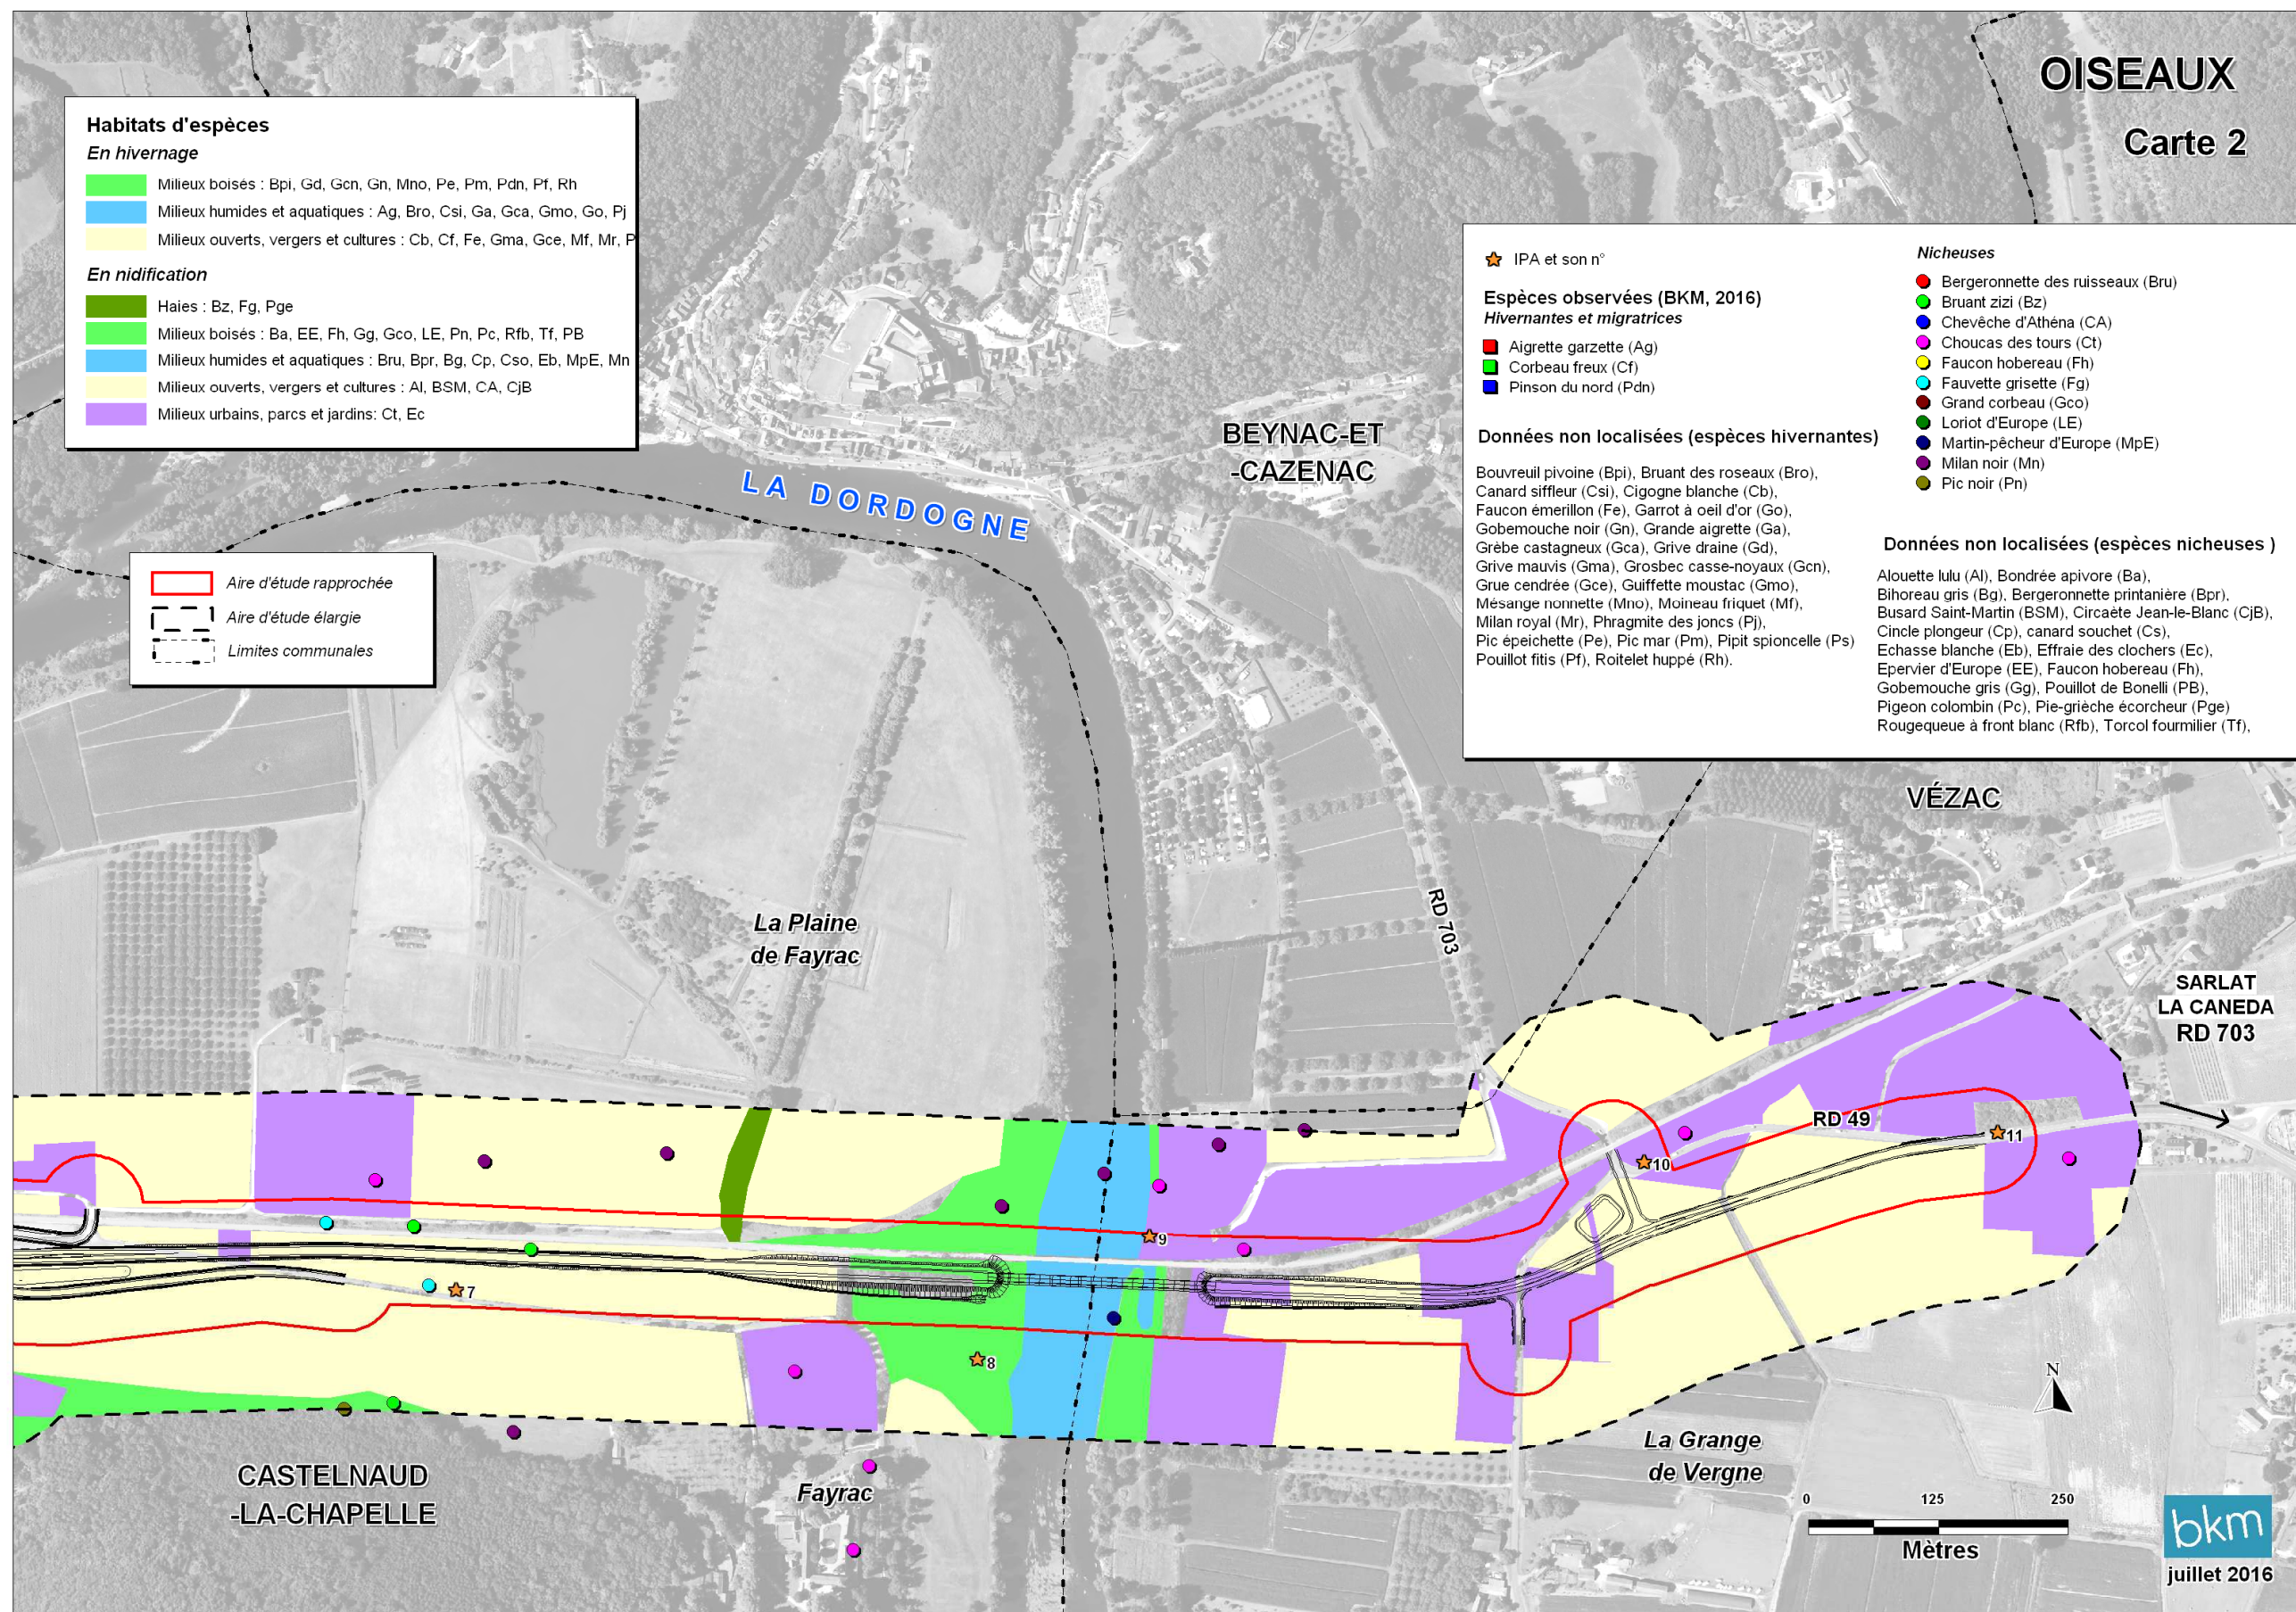 OISEAUX
Carte 2
Habitats d'espèces
En hivernage
Milieux boisés : Bpi, Gd, Gcn, Gn, Mno, Pe, Pm, Pdn, Pf, Rh
Milieux humides et aquatiques : Ag, Bro, Csi, Ga, Gca, Gmo, Go, Pj
Milieux ouverts, vergers et cultures : Cb, Cf, Fe, Gma, Gce, Mf, Mr, P
En nidification
Haies : Bz, Fg, Pge
Milieux boisés : Ba, EE, Fh, Gg, Gco, LE, Pn, Pc, Rfb, Tf, PB
Milieux humides et aquatiques : Bru, Bpr, Bg, Cp, Cso, Eb, MpE, Mn
Milieux ouverts, vergers et cultures : Al, BSM, CA, CjB
Milieux urbains, parcs et jardins: Ct, Ec
Aire d'étude rapprochée
Aire d'étude élargie
Limites communales
IPA et son n°
Espèces observées (BKM, 2016)
Hivernantes et migratrices
Aigrette garzette (Ag)
Corbeau freux (Cf)
Pinson du nord (Pdn)
Données non localisées (espèces hivernantes)
Bouvreuil pivoine (Bpi), Bruant des roseaux (Bro),
Canard siffleur (Csi), Cigogne blanche (Cb),
Faucon émerillon (Fe), Garrot à oeil d'or (Go),
Gobemouche noir (Gn), Grande aigrette (Ga),
Grèbe castagneux (Gca), Grive draine (Gd),
Grive mauvis (Gma), Grosbec casse-noyaux (Gcn),
Grue cendrée (Gce), Guiffette moustac (Gmo),
Mésange nonnette (Mno), Moineau friquet (Mf),
Milan royal (Mr), Phragmite des joncs (Pj),
Pic épeichette (Pe), Pic mar (Pm), Pipit spioncelle (Ps)
Pouillot fitis (Pf), Roitelet huppé (Rh).
Nicheuses
Bergeronnette des ruisseaux (Bru)
Bruant zizi (Bz)
Chevêche d'Athéna (CA)
Choucas des tours (Ct)
Faucon hobereau (Fh)
Fauvette grisette (Fg)
Grand corbeau (Gco)
Loriot d'Europe (LE)
Martin-pêcheur d'Europe (MpE)
Milan noir (Mn)
Pic noir (Pn)
Données non localisées (espèces nicheuses )
Alouette lulu (Al), Bondrée apivore (Ba),
Bihoreau gris (Bg), Bergeronnette printanière (Bpr),
Busard Saint-Martin (BSM), Circaète Jean-le-Blanc (CjB),
Cincle plongeur (Cp), canard souchet (Cs),
Echasse blanche (Eb), Effraie des clochers (Ec),
Epervier d'Europe (EE), Faucon hobereau (Fh),
Gobemouche gris (Gg), Pouillot de Bonelli (PB),
Pigeon colombin (Pc), Pie-grièche écorcheur (Pge)
Rougequeue à front blanc (Rfb), Torcol fourmilier (Tf),
BEYNAC-ET
-CAZENAC
LA DORDOGNE
VÉZAC
RD 703
La Plaine
de Fayrac
SARLAT
LA CANEDA
RD 703
RD 49
11
10
9
7
8
CASTELNAUD
-LA-CHAPELLE
Fayrac
La Grange
de Vergne
N
0 125 250
Mètres
bkm
juillet 2016